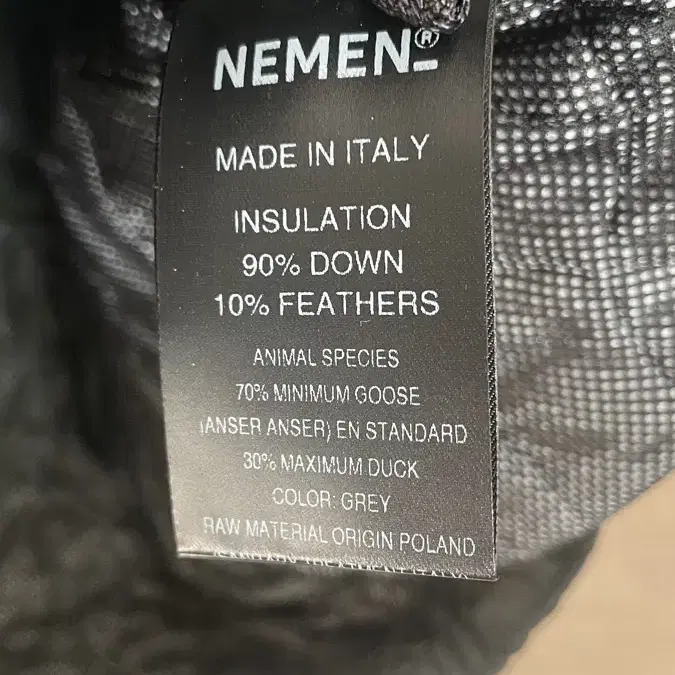 NEMEN®
MADE IN ITALY
INSULATION
90% DOWN
10% FEATHERS
ANIMAL SPECIES
70% MINIMUM GOOSE
(ANSER ANSER) EN STANDARD
30% MAXIMUM DUCK
COLOR: GREY
RAW MATERIAL ORIGIN POLAND